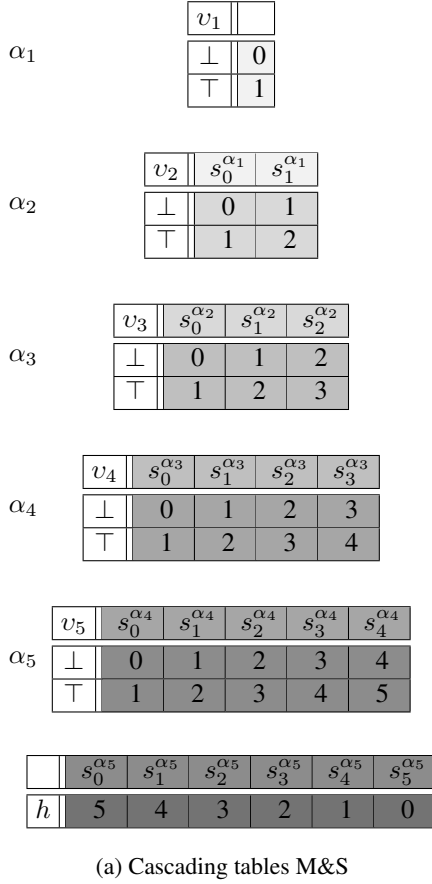 v₁
α₁ ⊥ 0
⊤ 1
v₂ s₀^α₁ s₁^α₁
⊥ 0 1
α₂
⊤ 1 2
v₃ s₀^α₂ s₁^α₂ s₂^α₂
α₃ ⊥ 0 1 2
⊤ 1 2 3
v₄ s₀^α₃ s₁^α₃ s₂^α₃ s₃^α₃
α₄ ⊥ 0 1 2 3
⊤ 1 2 3 4
v₅ s₀^α₄ s₁^α₄ s₂^α₄ s₃^α₄ s₄^α₄
α₅ ⊥ 0 1 2 3 4
⊤ 1 2 3 4 5
s₀^α₅ s₁^α₅ s₂^α₅ s₃^α₅ s₄^α₅ s₅^α₅
h 5 4 3 2 1 0
(a) Cascading tables M&S